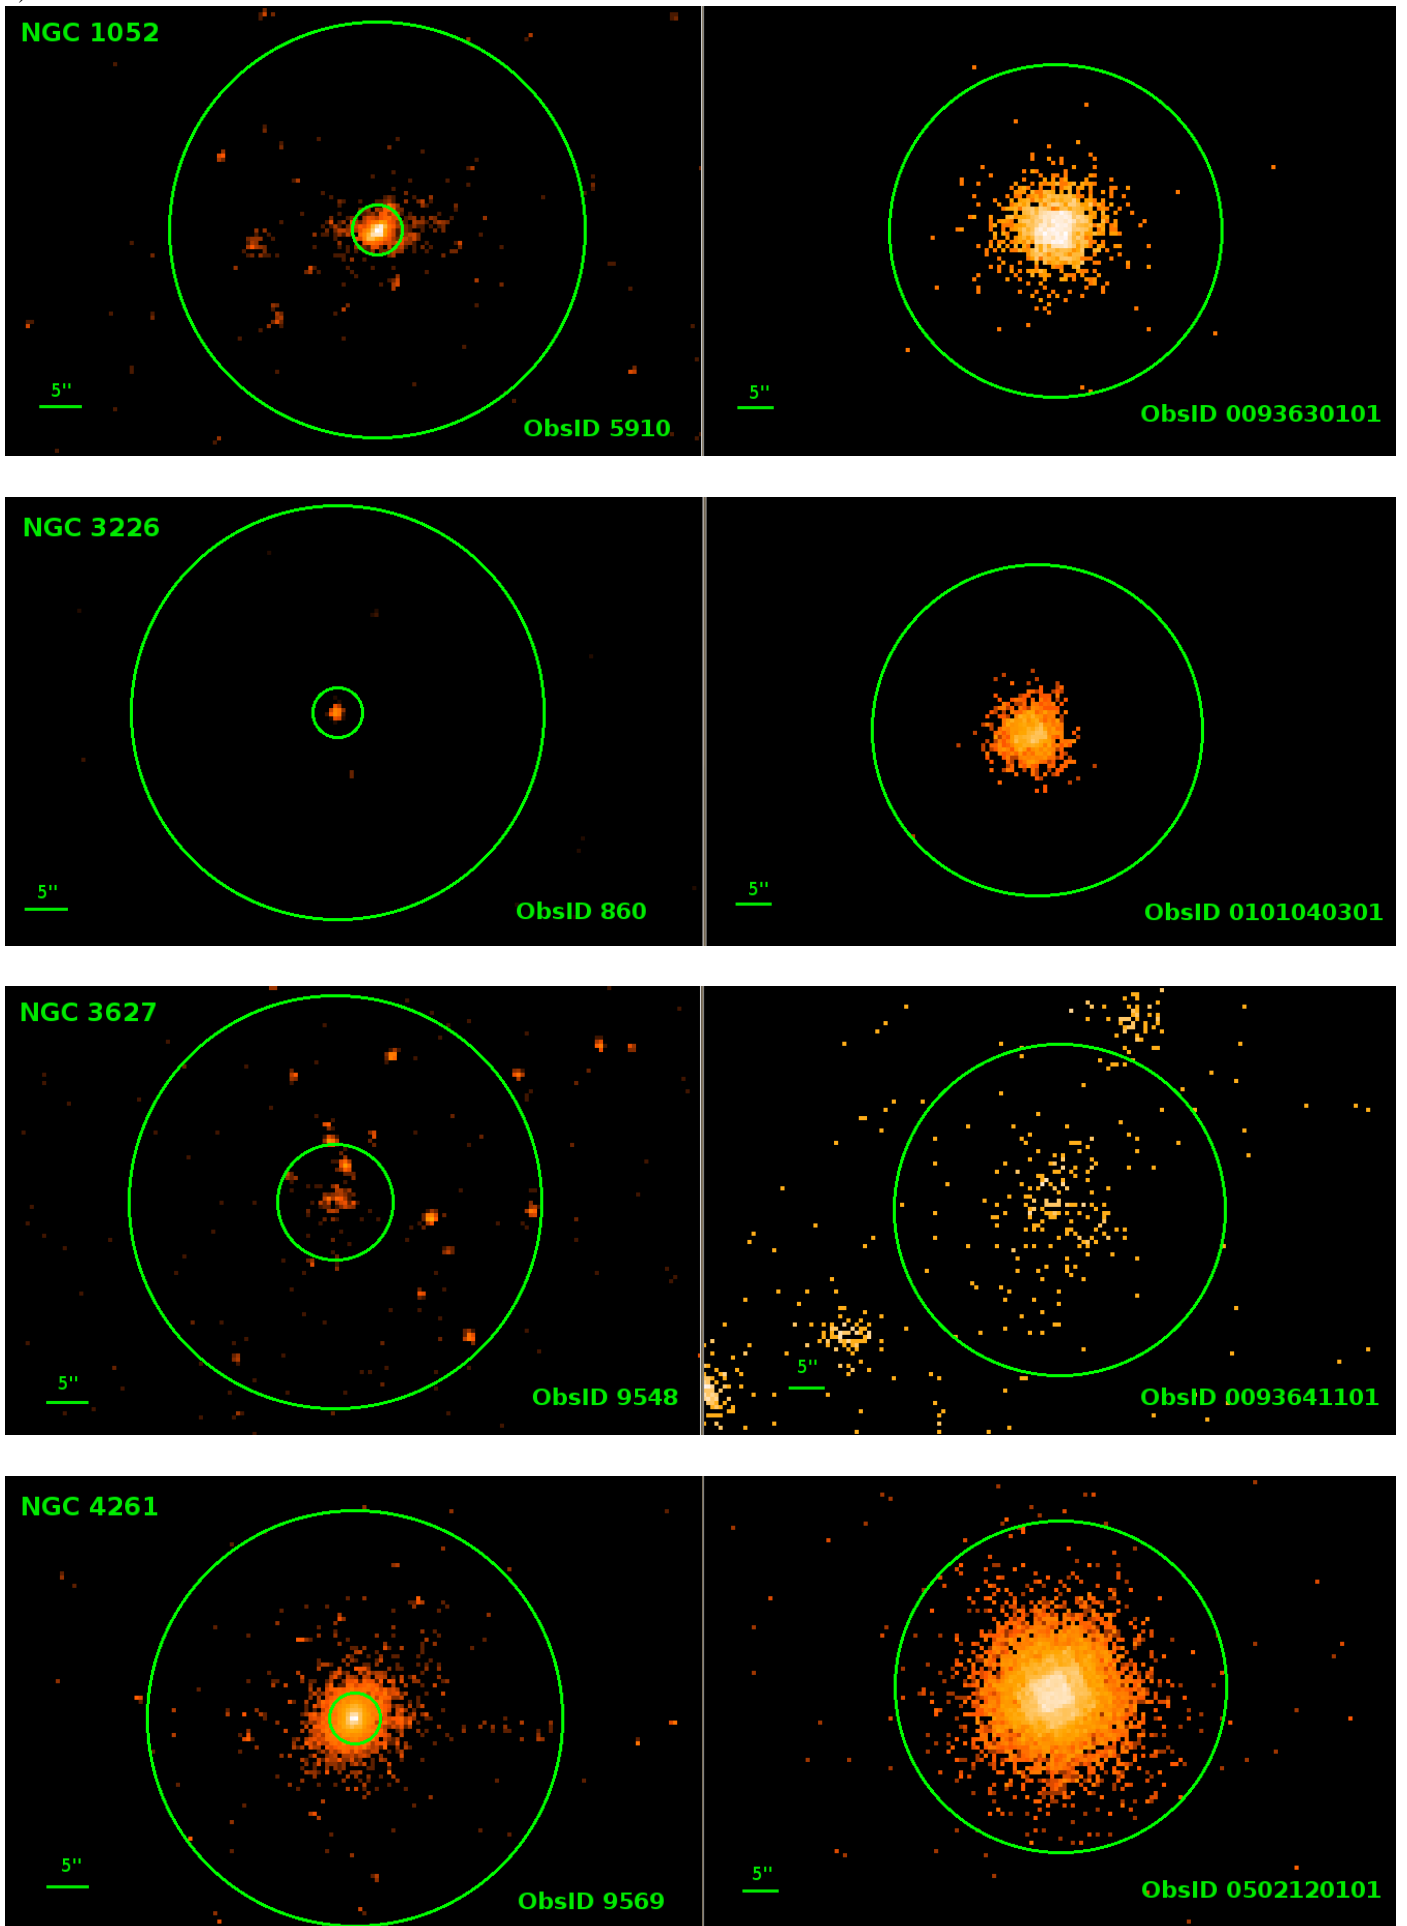 NGC 1052
5''
ObsID 5910
5''
ObsID 0093630101
NGC 3226
5''
ObsID 860
5''
ObsID 0101040301
NGC 3627
5''
ObsID 9548
5''
ObsID 0093641101
NGC 4261
5''
ObsID 9569
5''
ObsID 0502120101